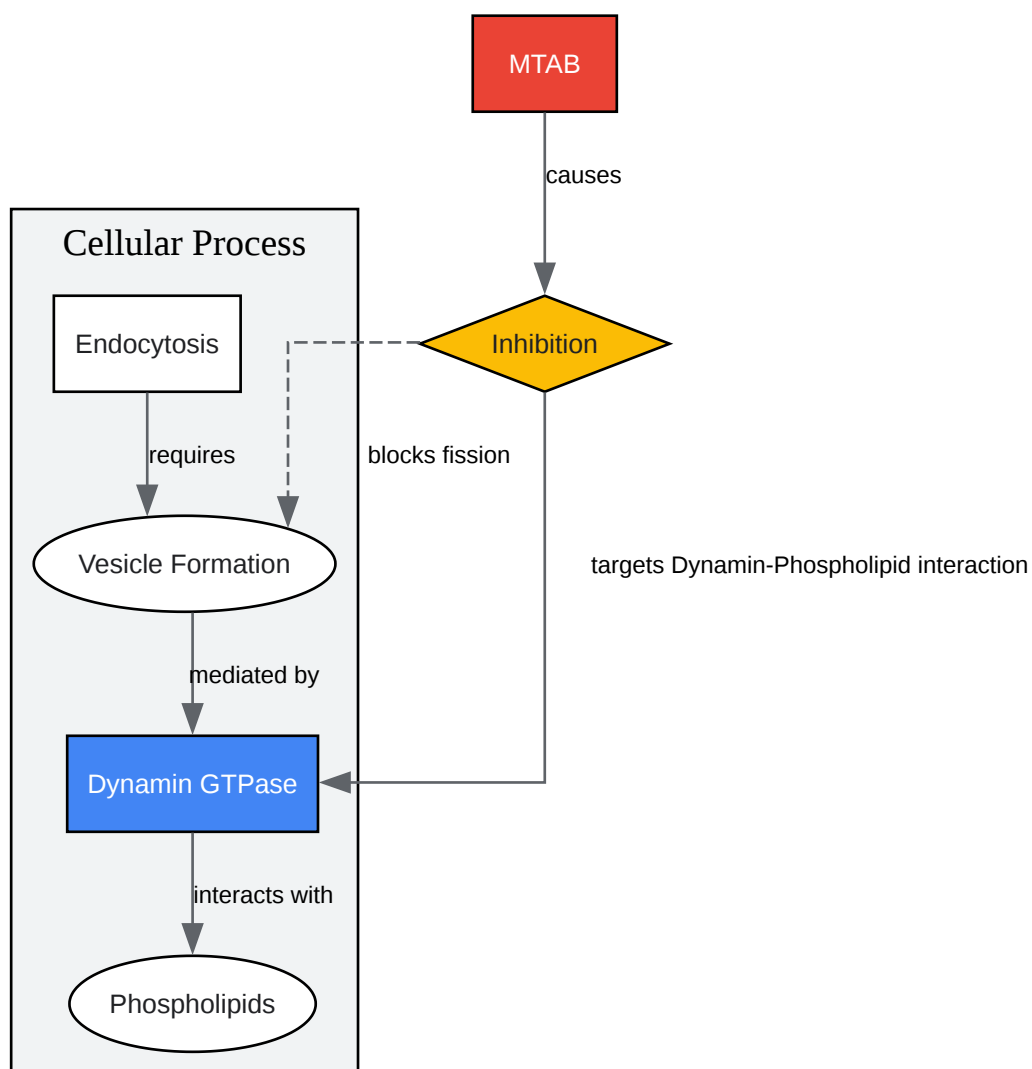 MTAB
causes
Cellular Process
Endocytosis
Inhibition
requires
blocks fission
Vesicle Formation
targets Dynamin-Phospholipid interaction
mediated by
Dynamin GTPase
interacts with
Phospholipids